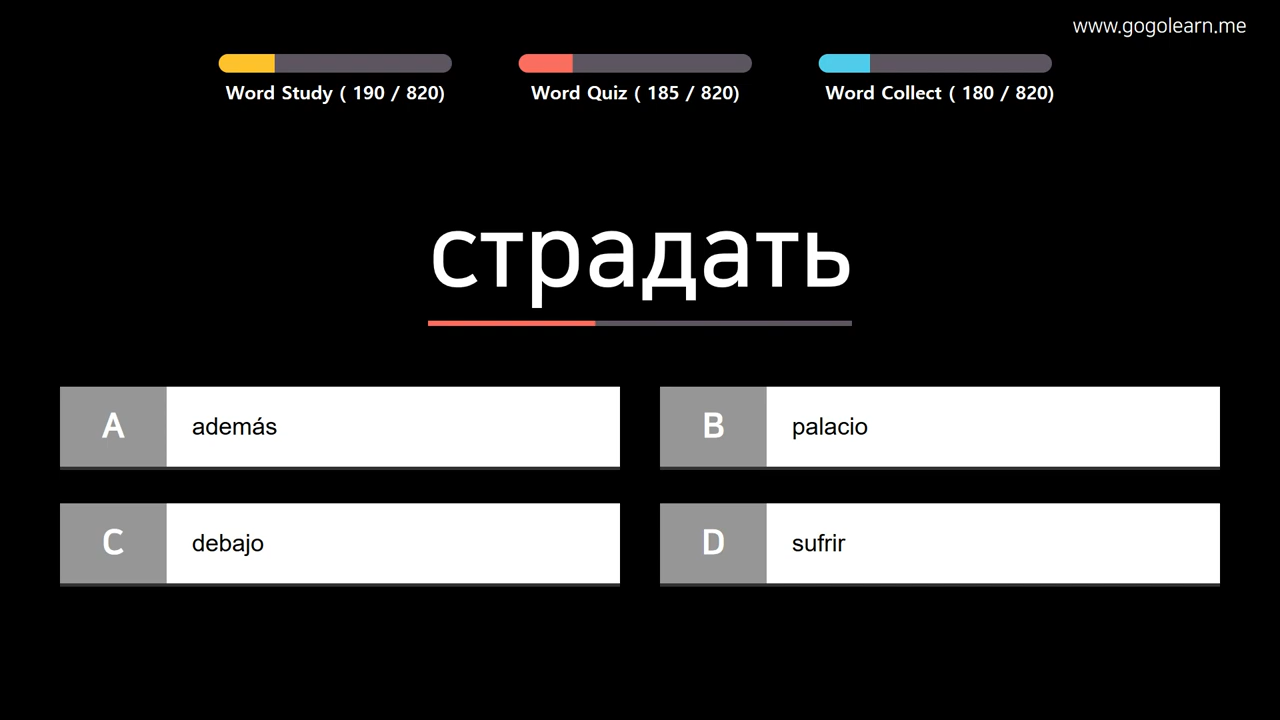 www.gogolearn.me
Word Study ( 190 / 820)
Word Quiz ( 185 / 820)
Word Collect ( 180 / 820)
страдать
A además
B palacio
C debajo
D sufrir